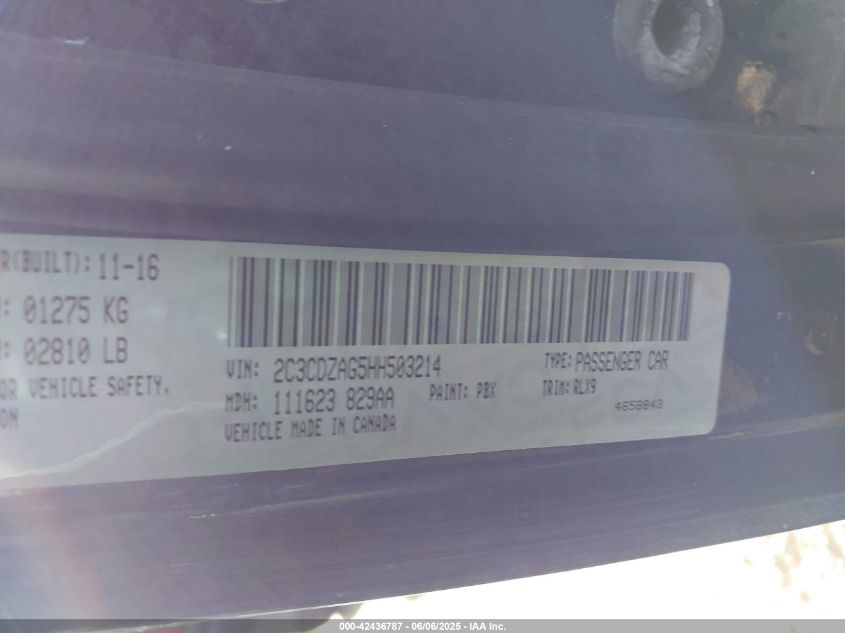 R(BUILT): 11-16
: 01275 KG
: 02810 LB
OR VEHICLE SAFETY.
ON
VIN: 2C3CDZAG5HH503214
TYPE: PASSENGER CAR
MDH: 111623 829AA
PAINT: PBX
TRIM: RLX9
VEHICLE MADE IN CANADA
4658843
000-42436787 - 06/06/2025 - IAA Inc.